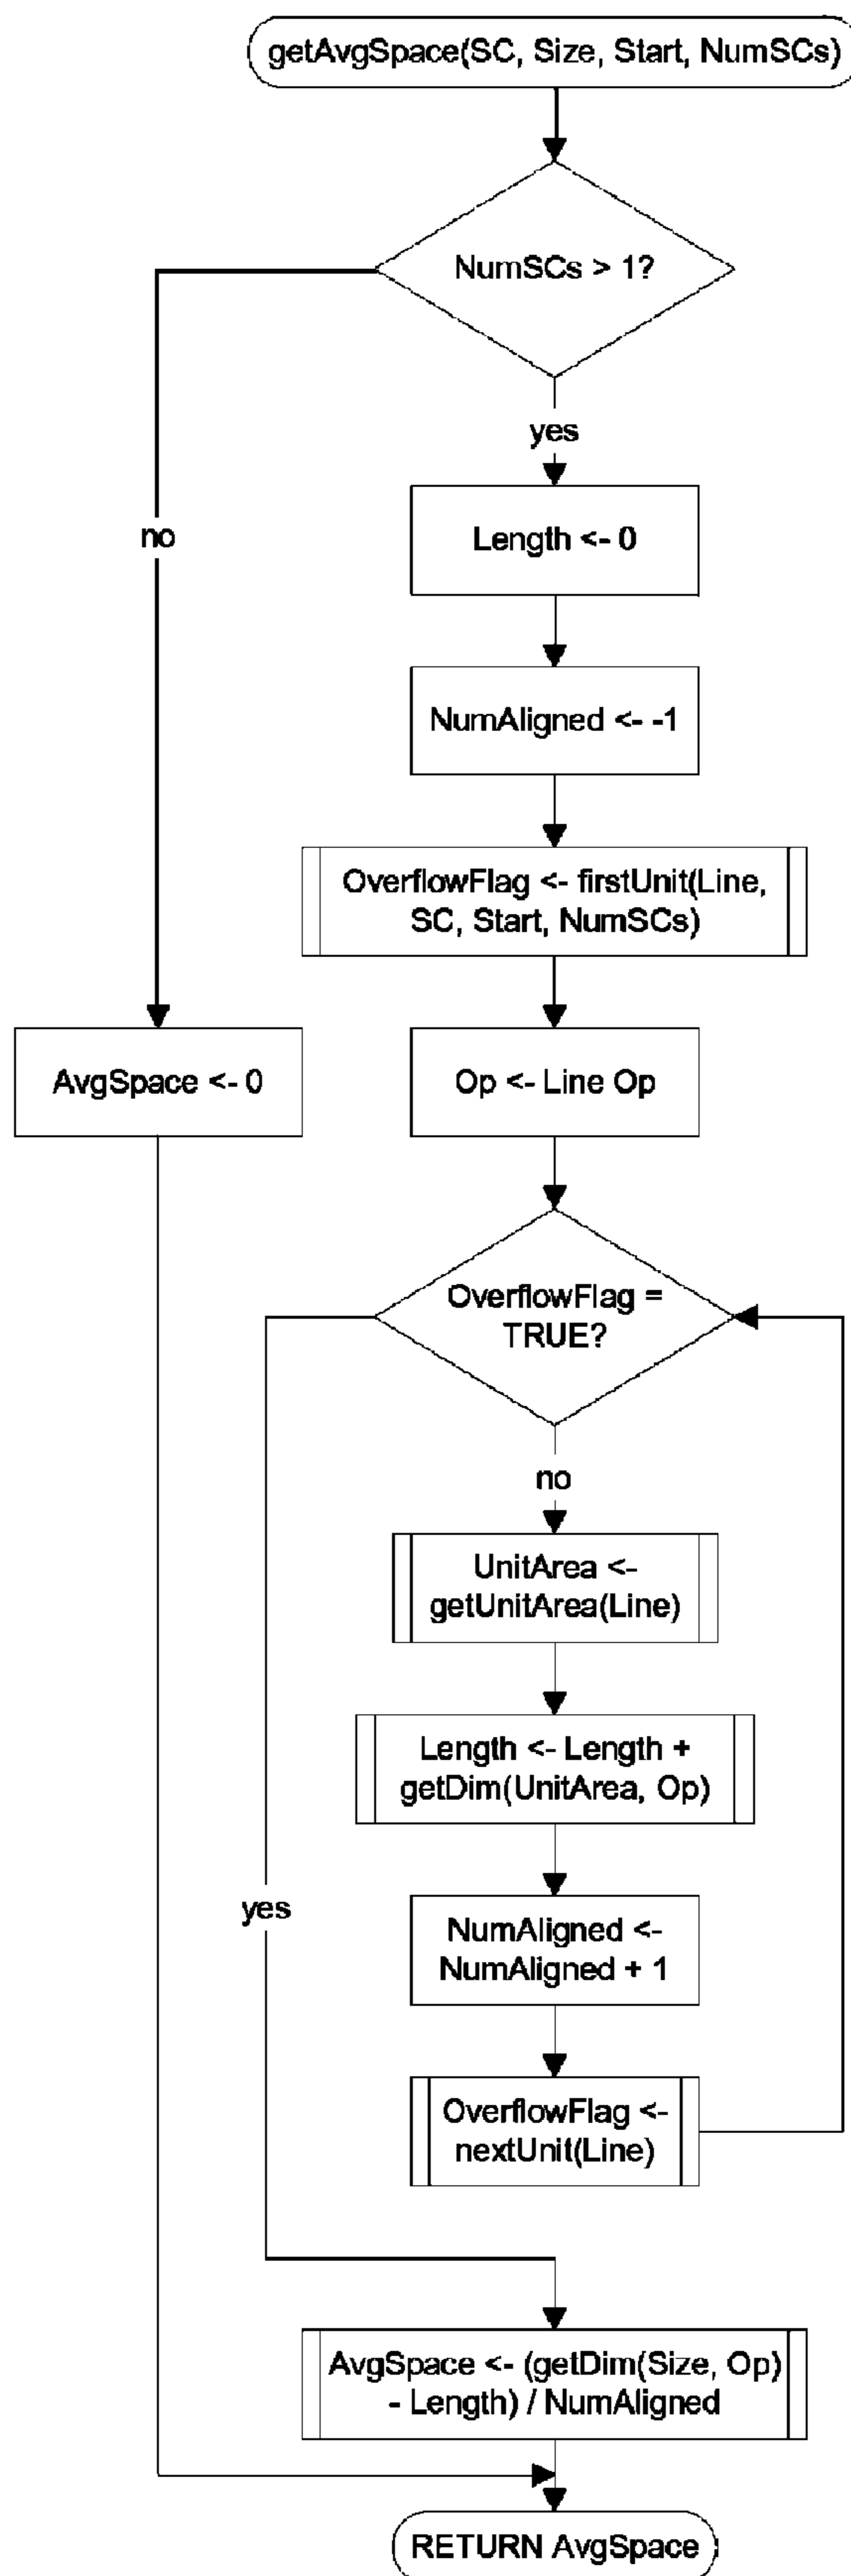 getAvgSpace(SC, Size, Start, NumSCs)
NumSCs > 1?
yes
no
Length <- 0
NumAligned <- -1
OverflowFlag <- firstUnit(Line,
SC, Start, NumSCs)
AvgSpace <- 0
Op <- Line Op
OverflowFlag =
TRUE?
no
UnitArea <-
getUnitArea(Line)
Length <- Length +
getDim(UnitArea, Op)
yes
NumAligned <-
NumAligned + 1
OverflowFlag <-
nextUnit(Line)
AvgSpace <- (getDim(Size, Op)
- Length) / NumAligned
RETURN AvgSpace